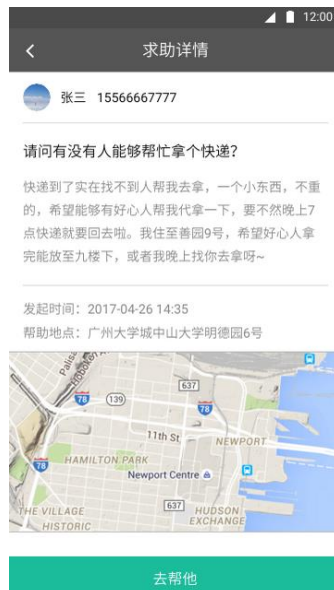 12:00
求助详情
张三 15566667777
请问有没有人能够帮忙拿个快递?
快递到了实在找不到人帮我去拿，一个小东西，不重
的，希望能够有好心人帮我代拿一下，要不然晚上7
点快递就要回去啦。我住至善园9号，希望好心人拿
完能放至九楼下，或者我晚上找你去拿呀~
发起时间：2017-04-26 14:35
帮助地点：广州大学城中山大学明德园6号
637
78
139
78
11th St
NEWPORT
HAMILTON PARK
78
Newport Centre
THE VILLAGE
HISTORIC
637
HUDSON
EXCHANGE
去帮他